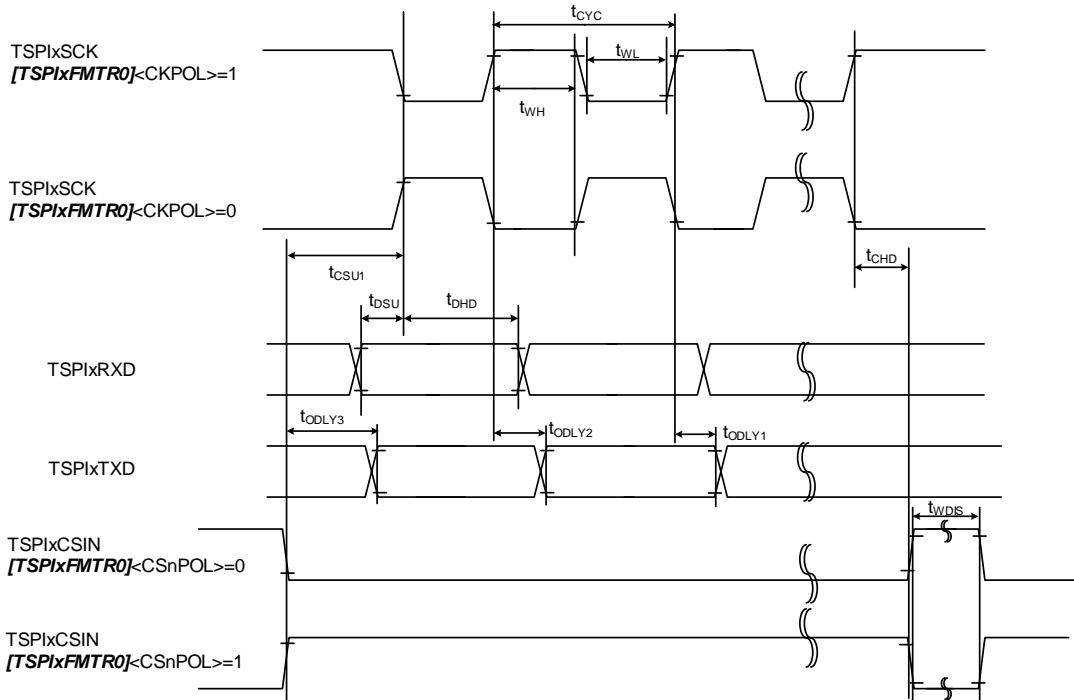 tCYC
TSPIxSCK
[TSPIxFMTR0]<CKPOL>=1
tWL
tWH
TSPIxSCK
[TSPIxFMTR0]<CKPOL>=0
tCSU1
tCHD
tDSU
tDHD
TSPIxRXD
tODLY3
tODLY2
tODLY1
TSPIxTXD
tWDIS
TSPIxCSIN
[TSPIxFMTR0]<CSnPOL>=0
TSPIxCSIN
[TSPIxFMTR0]<CSnPOL>=1